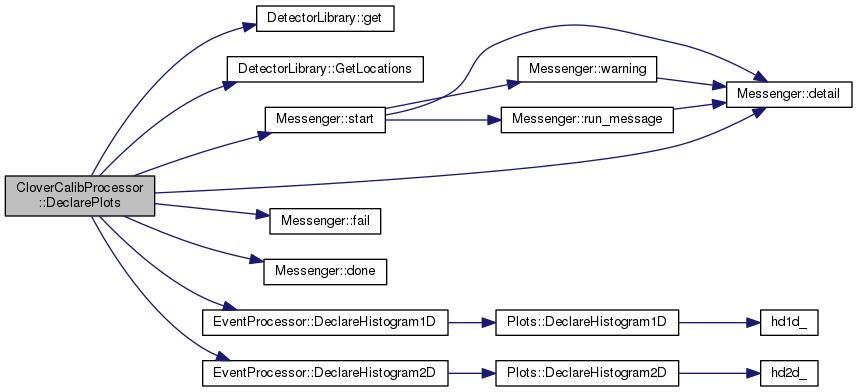 DetectorLibrary::get
DetectorLibrary::GetLocations
Messenger::warning
Messenger::detail
Messenger::start
Messenger::run_message
CloverCalibProcessor
::DeclarePlots
Messenger::fail
Messenger::done
EventProcessor::DeclareHistogram1D
Plots::DeclareHistogram1D
hd1d_
EventProcessor::DeclareHistogram2D
Plots::DeclareHistogram2D
hd2d_